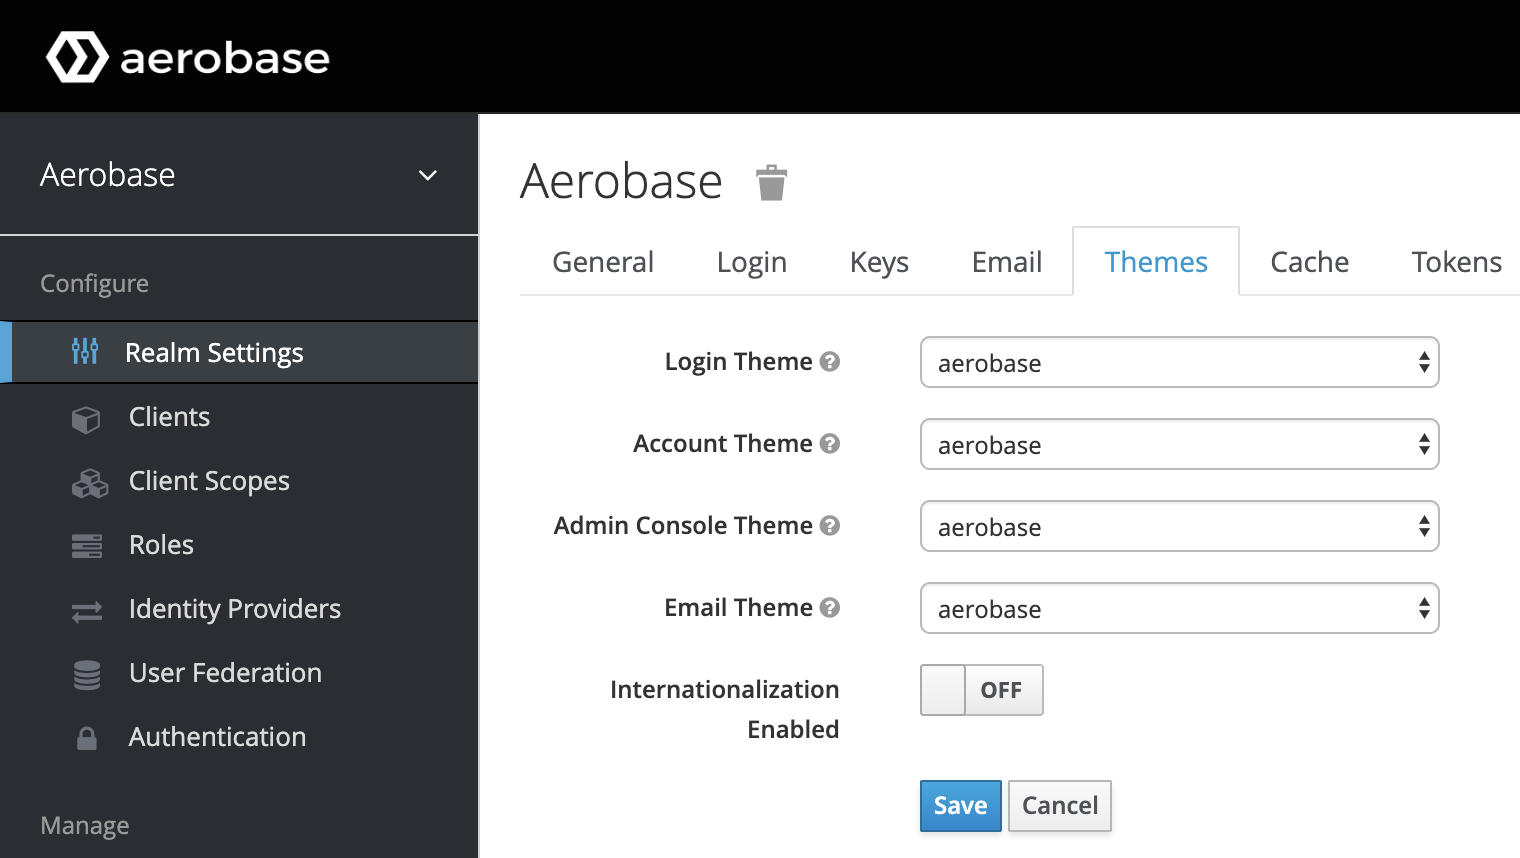 aerobase
Aerobase
Configure
Realm Settings
Clients
Client Scopes
Roles
Identity Providers
User Federation
Authentication
Manage
Aerobase
General Login Keys Email Themes Cache Tokens
Login Theme ? aerobase
Account Theme ? aerobase
Admin Console Theme ? aerobase
Email Theme ? aerobase
Internationalization OFF
Enabled
Save Cancel